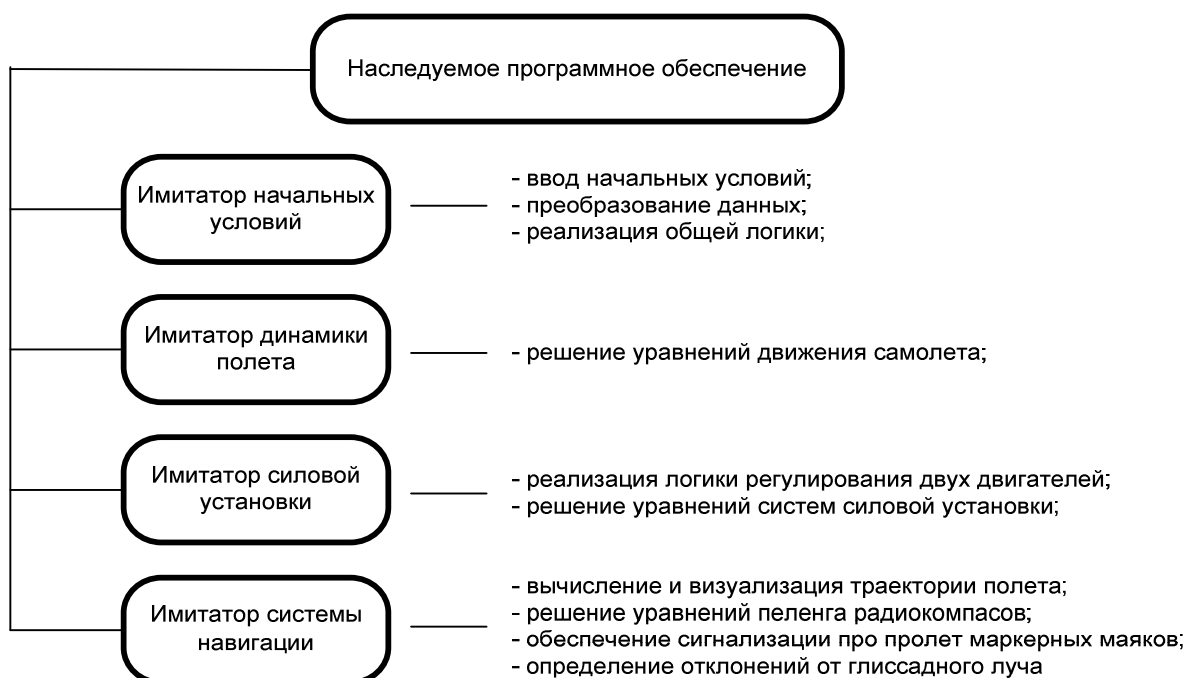 Наследуемое программное обеспечение
Имитатор начальных
условий
- ввод начальных условий;
- преобразование данных;
- реализация общей логики;
Имитатор динамики
полета
- решение уравнений движения самолета;
Имитатор силовой
установки
- реализация логики регулирования двух двигателей;
- решение уравнений систем силовой установки;
Имитатор системы
навигации
- вычисление и визуализация траектории полета;
- решение уравнений пеленга радиокомпасов;
- обеспечение сигнализации про пролет маркерных маяков;
- определение отклонений от глиссадного луча